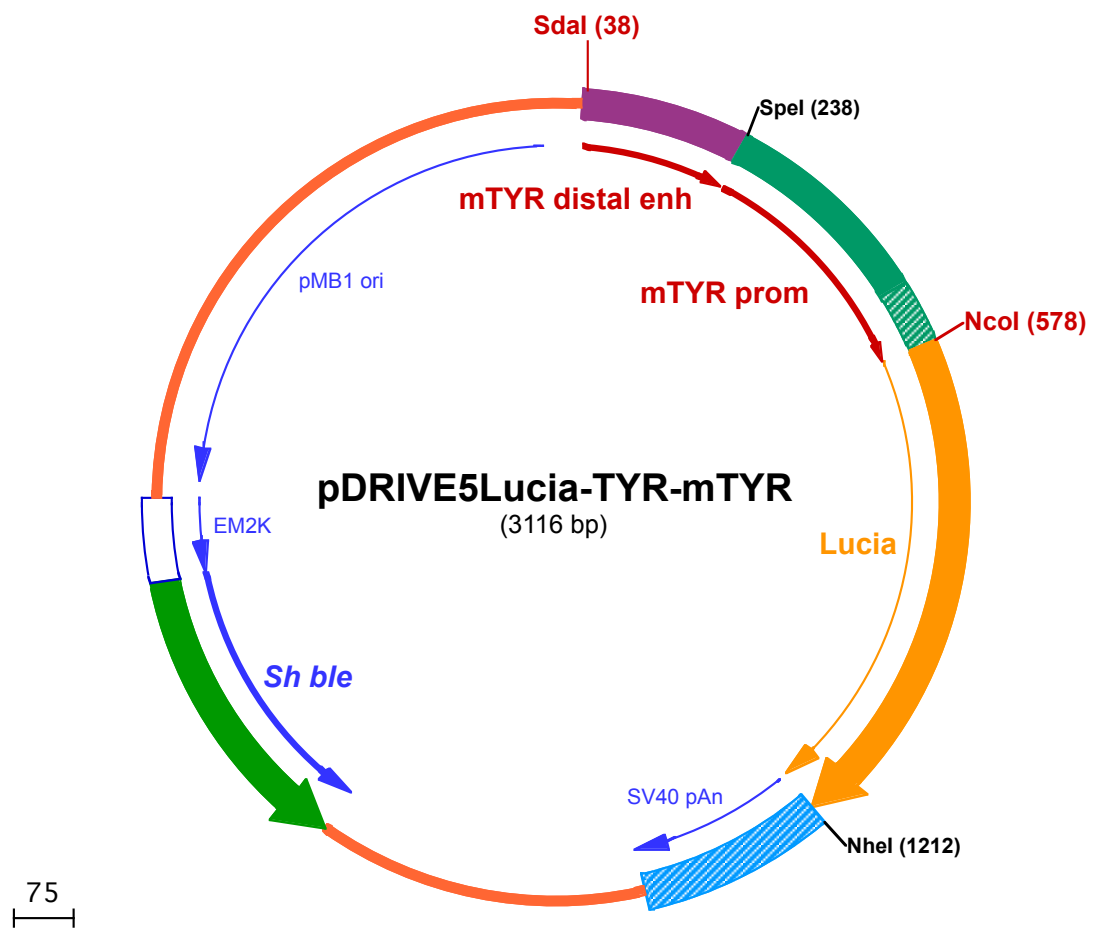 SdaI (38)
SpeI (238)
mTYR distal enh
pMB1 ori
mTYR prom
NcoI (578)
pDRIVE5Lucia-TYR-mTYR
(3116 bp)
EM2K
Lucia
Sh ble
SV40 pAn
NheI (1212)
75